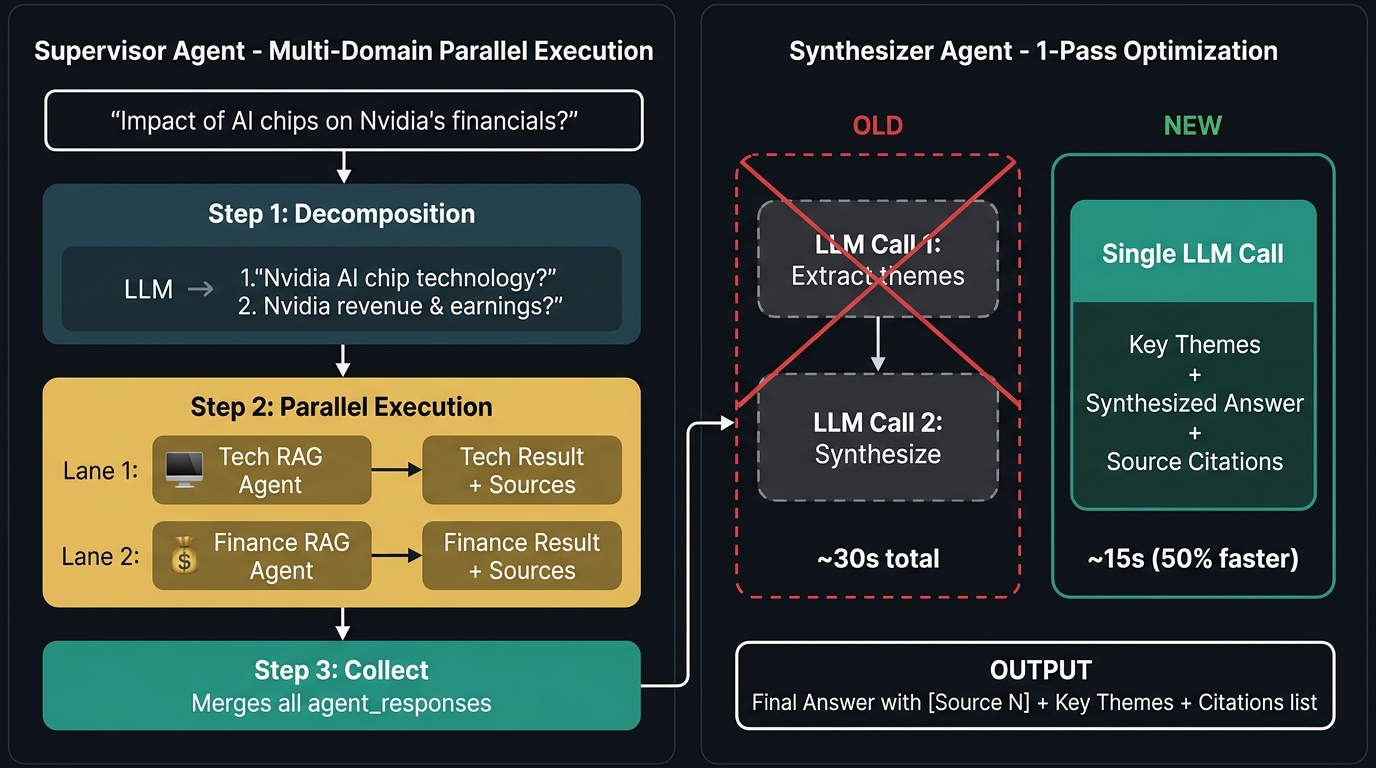 Supervisor Agent - Multi-Domain Parallel Execution
“Impact of AI chips on Nvidia's financials?”
Step 1: Decomposition
LLM → 1.“Nvidia AI chip technology?”
2. Nvidia revenue & earnings?”
Step 2: Parallel Execution
Lane 1:
Tech RAG
Agent
Tech Result
+ Sources
Lane 2:
$
Finance RAG
Agent
Finance Result
+ Sources
Step 3: Collect
Merges all agent_responses
Synthesizer Agent - 1-Pass Optimization
OLD
LLM Call 1:
Extract themes
LLM Call 2:
Synthesize
~30s total
NEW
Single LLM Call
Key Themes
+
Synthesized Answer
+
Source Citations
~15s (50% faster)
OUTPUT
Final Answer with [Source N] + Key Themes + Citations list